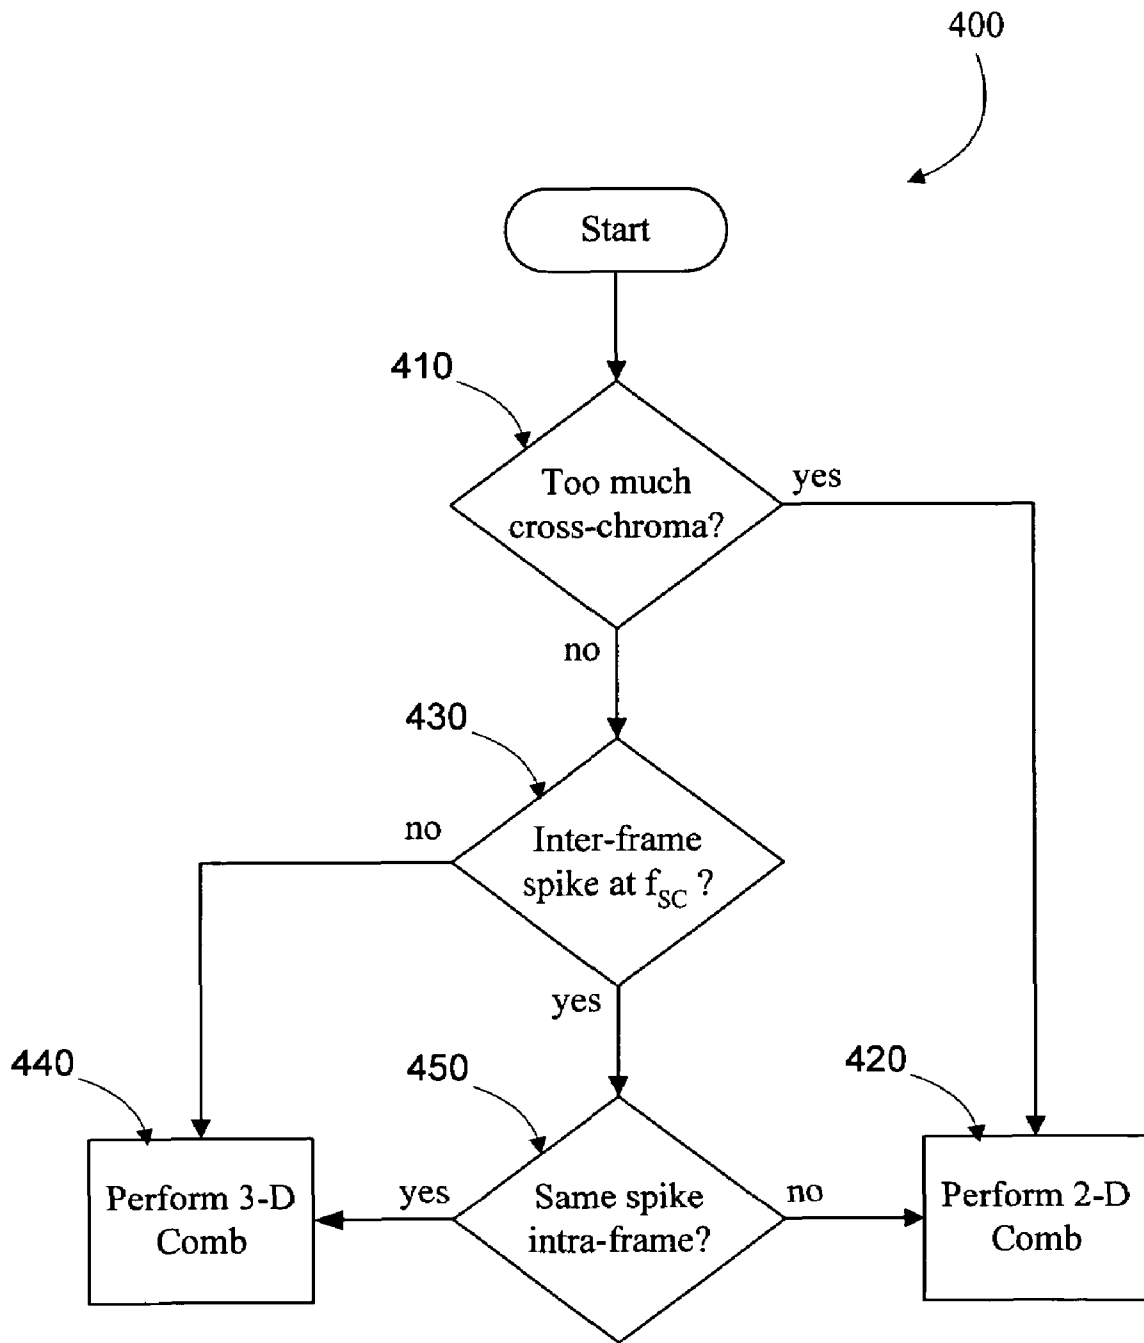 400
Start
410
Too much
cross-chroma?
yes
no
430
no
Inter-frame
spike at f_SC ?
yes
440
450
420
Perform 3-D
Comb
yes
Same spike
intra-frame?
no
Perform 2-D
Comb